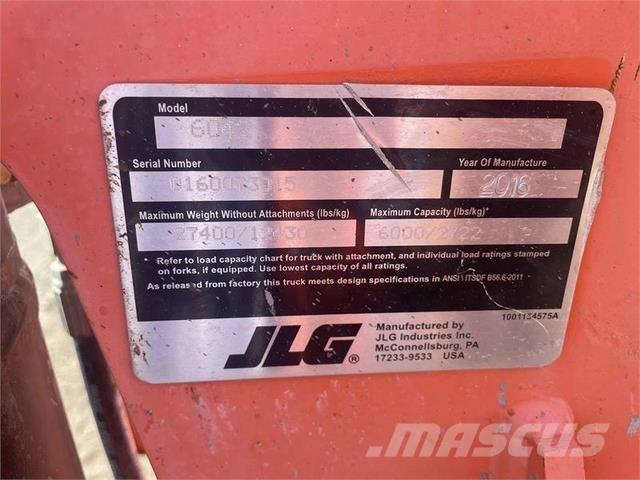 Model
Serial Number
Year Of Manufacture
2016
Maximum Weight Without Attachments (lbs/kg)
Maximum Capacity (lbs/kg)*
Refer to load capacity chart for truck with attachment, and individual load ratings stamped
on forks, if equipped. Use lowest capacity of all ratings.
As released from factory this truck meets design specifications in ANSI \ ITSDF B56.6-2011
1001134575A
JLG®
Manufactured by
JLG Industries Inc.
McConnellsburg, PA
17233-9533 USA
MASCUS